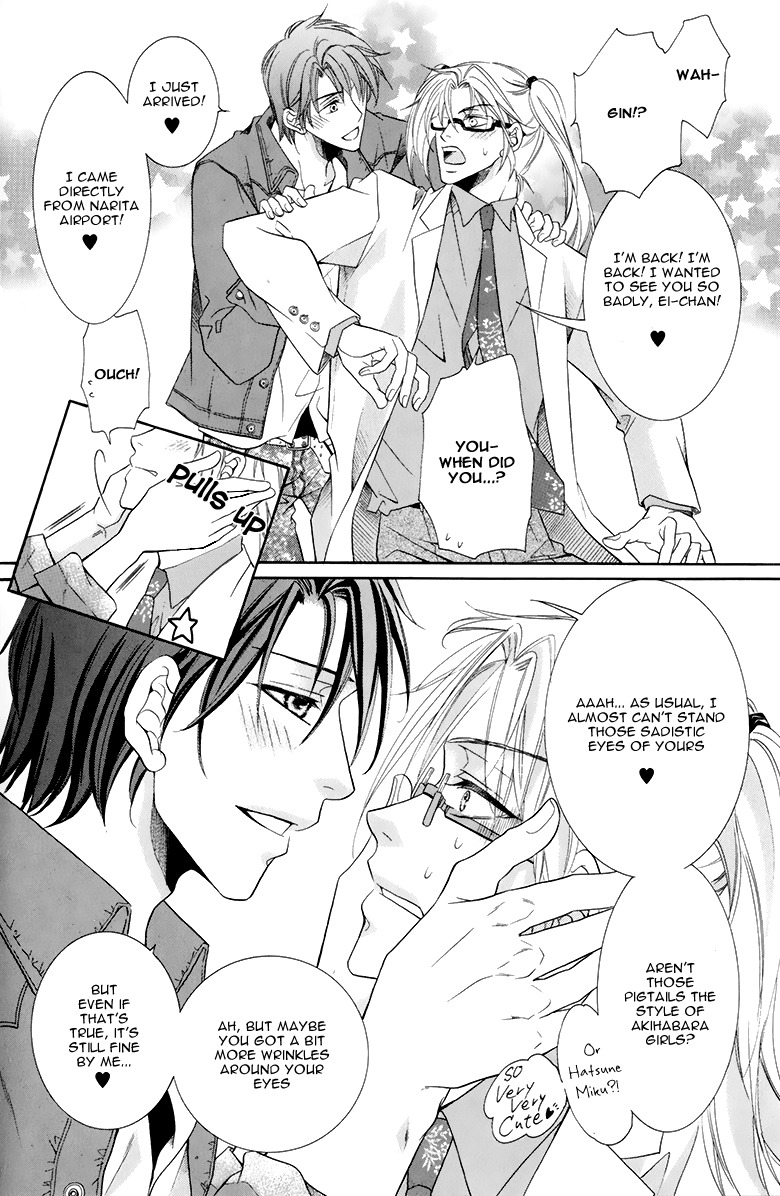 WAH-
GIN!?
I'M BACK! I'M
BACK! I WANTED
TO SEE YOU SO
BADLY, EI-CHAN!
♥
I JUST
ARRIVED!
♥
I CAME
DIRECTLY
FROM NARITA
AIRPORT!
♥
YOU-
WHEN DID
YOU...?
OUCH!
Pulls up
AAAH... AS USUAL, I
ALMOST CAN'T STAND
THOSE SADISTIC
EYES OF YOURS
♥
AREN'T
THOSE
PIGTAILS THE
STYLE OF
AKIHABARA
GIRLS?
Or
Hatsune
Miku?!
SO
Very
very
Cute ♥
AH, BUT MAYBE
YOU GOT A BIT
MORE WRINKLES
AROUND YOUR
EYES
BUT
EVEN IF
THAT'S
TRUE, IT'S
STILL FINE
BY ME...
♥